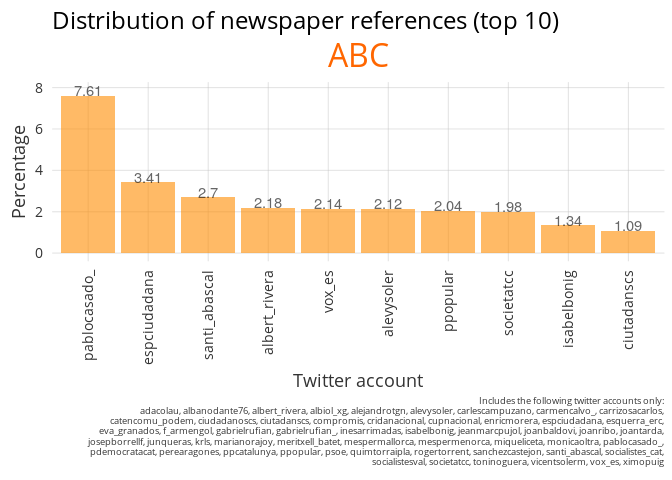 Distribution of newspaper references (top 10)
ABC
Percentage
8
6
4
2
0
7.61
3.41
2.7
2.18
2.14
2.12
2.04
1.98
1.34
1.09
pablocasado_
espciudadana
santi_abascal
albert_rivera
vox_es
alevysoler
ppopular
societatcc
isabelbonig
ciutadanscs
Twitter account
Includes the following twitter accounts only:
adacolau, albanodante76, albert_rivera, albiol_xg, alejandrotgn, alevysoler, carlescampuzano, carmencalvo_, carrizosacarlos,
catencomu_podem, ciudadanoscs, ciutadanscs, compromis, cridanacional, cupnacional, enricmorera, espciudadana, esquerra_erc,
eva_granados, f_armengol, gabrielrufian, gabrielrufian_, inesarrimadas, isabelbonig, jeanmarcpujol, joanbaldovi, joanribo, joantarda,
josepborrellf, junqueras, krls, marianorajoy, meritxell_batet, mespermallorca, mespermenorca, miqueliceta, monicaoltra, pablocasado_,
pdemocratacat, perearagones, ppcatalunya, ppopular, psoe, quimtorraipla, rogertorrent, sanchezcastejon, santi_abascal, socialistes_cat,
socialistesval, societatcc, toninoguera, vicentsolerm, vox_es, ximopuig